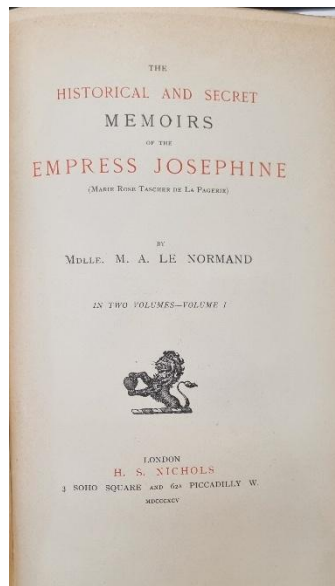 THE
HISTORICAL AND SECRET
MEMOIRS
OF THE
EMPRESS JOSEPHINE
(MARIE ROSE TASCHER DE LA PAGERIE)
BY
MDLLE. M. A. LE NORMAND
IN TWO VOLUMES—VOLUME I
LONDON
H. S. NICHOLS
3 SOHO SQUARE AND 62A PICCADILLY W.
MDCCCXCV